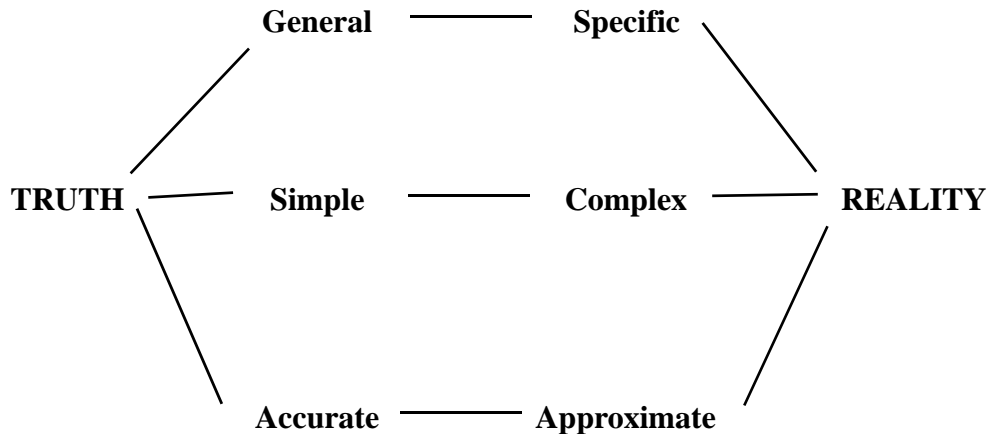 General Specific
TRUTH Simple Complex REALITY
Accurate Approximate